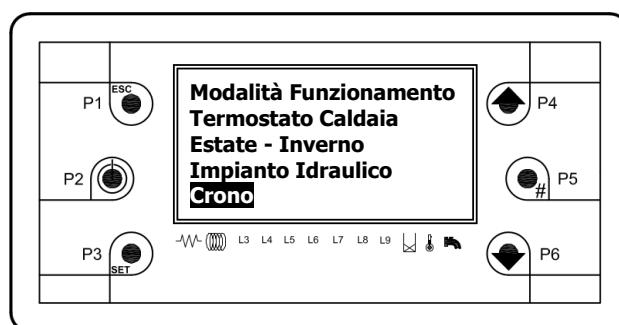 ESC
P1
P2
P3
SET
Modalità Funzionamento
Termostato Caldaia
Estate - Inverno
Impianto Idraulico
Crono
L3 L4 L5 L6 L7 L8 L9
P4
P5
#
P6